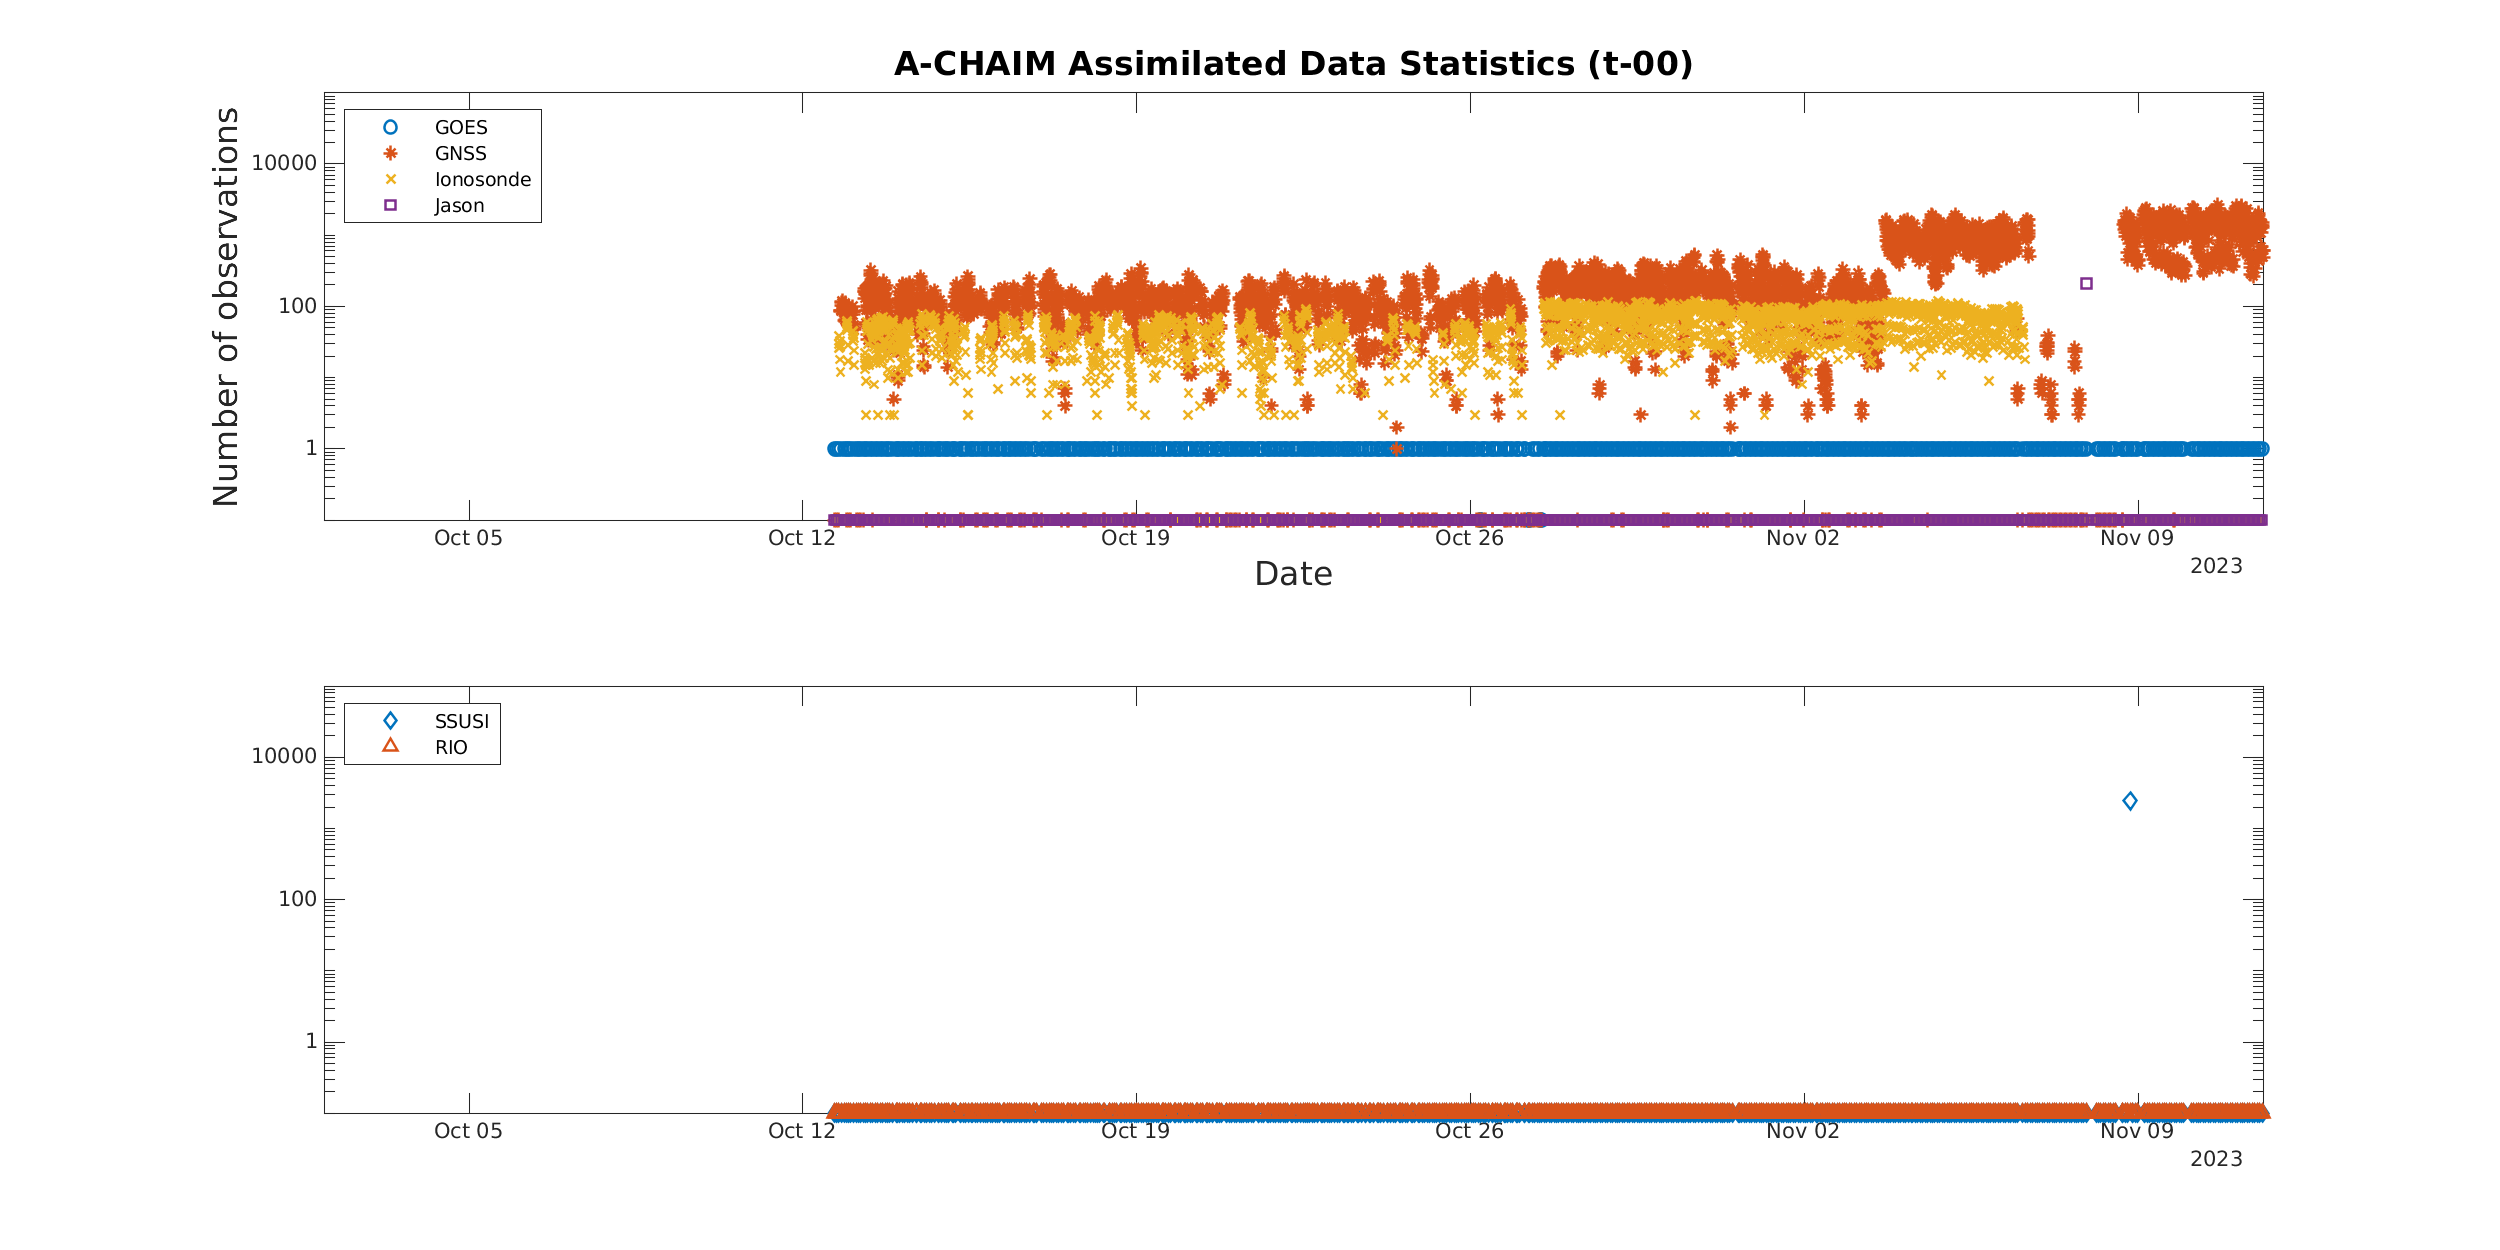 A-CHAIM Assimilated Data Statistics (t-00)
Number of observations
10000
100
1
GOES
GNSS
Ionosonde
Jason
Oct 05 Oct 12 Oct 19 Oct 26 Nov 02 Nov 09
2023
Date
10000
100
1
SSUSI
RIO
Oct 05 Oct 12 Oct 19 Oct 26 Nov 02 Nov 09
2023